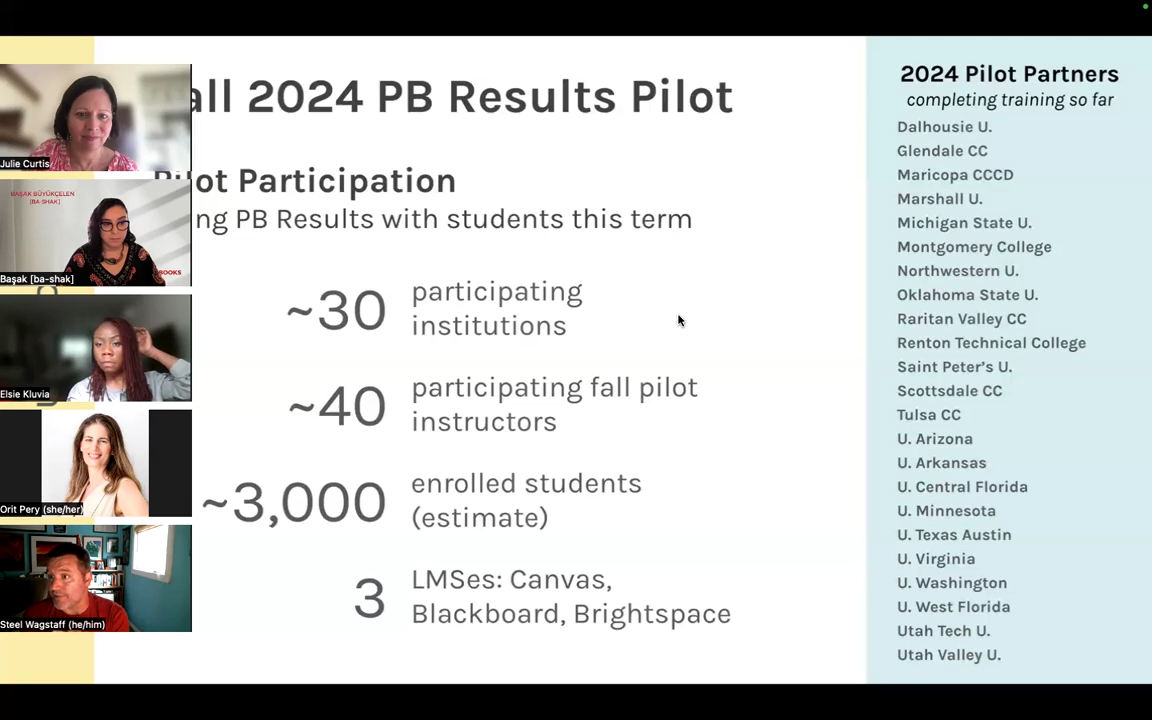 all 2024 PB Results Pilot
Pilot Participation
ng PB Results with students this term
~30
participating
institutions
~40
participating fall pilot
instructors
~3,000
enrolled students
(estimate)
3
LMSes: Canvas,
Blackboard, Brightspace
2024 Pilot Partners
completing training so far
Dalhousie U.
Glendale CC
Maricopa CCCD
Marshall U.
Michigan State U.
Montgomery College
Northwestern U.
Oklahoma State U.
Raritan Valley CC
Renton Technical College
Saint Peter's U.
Scottsdale CC
Tulsa CC
U. Arizona
U. Arkansas
U. Central Florida
U. Minnesota
U. Texas Austin
U. Virginia
U. Washington
U. West Florida
Utah Tech U.
Utah Valley U.
Julie Curtis
BAŞAK BÜYÜKÇELEN
[BA-SHAK]
BOOKS
Başak [ba-shak]
Elsie Kluvia
Orit Pery (she/her)
Steel Wagstaff (he/him)